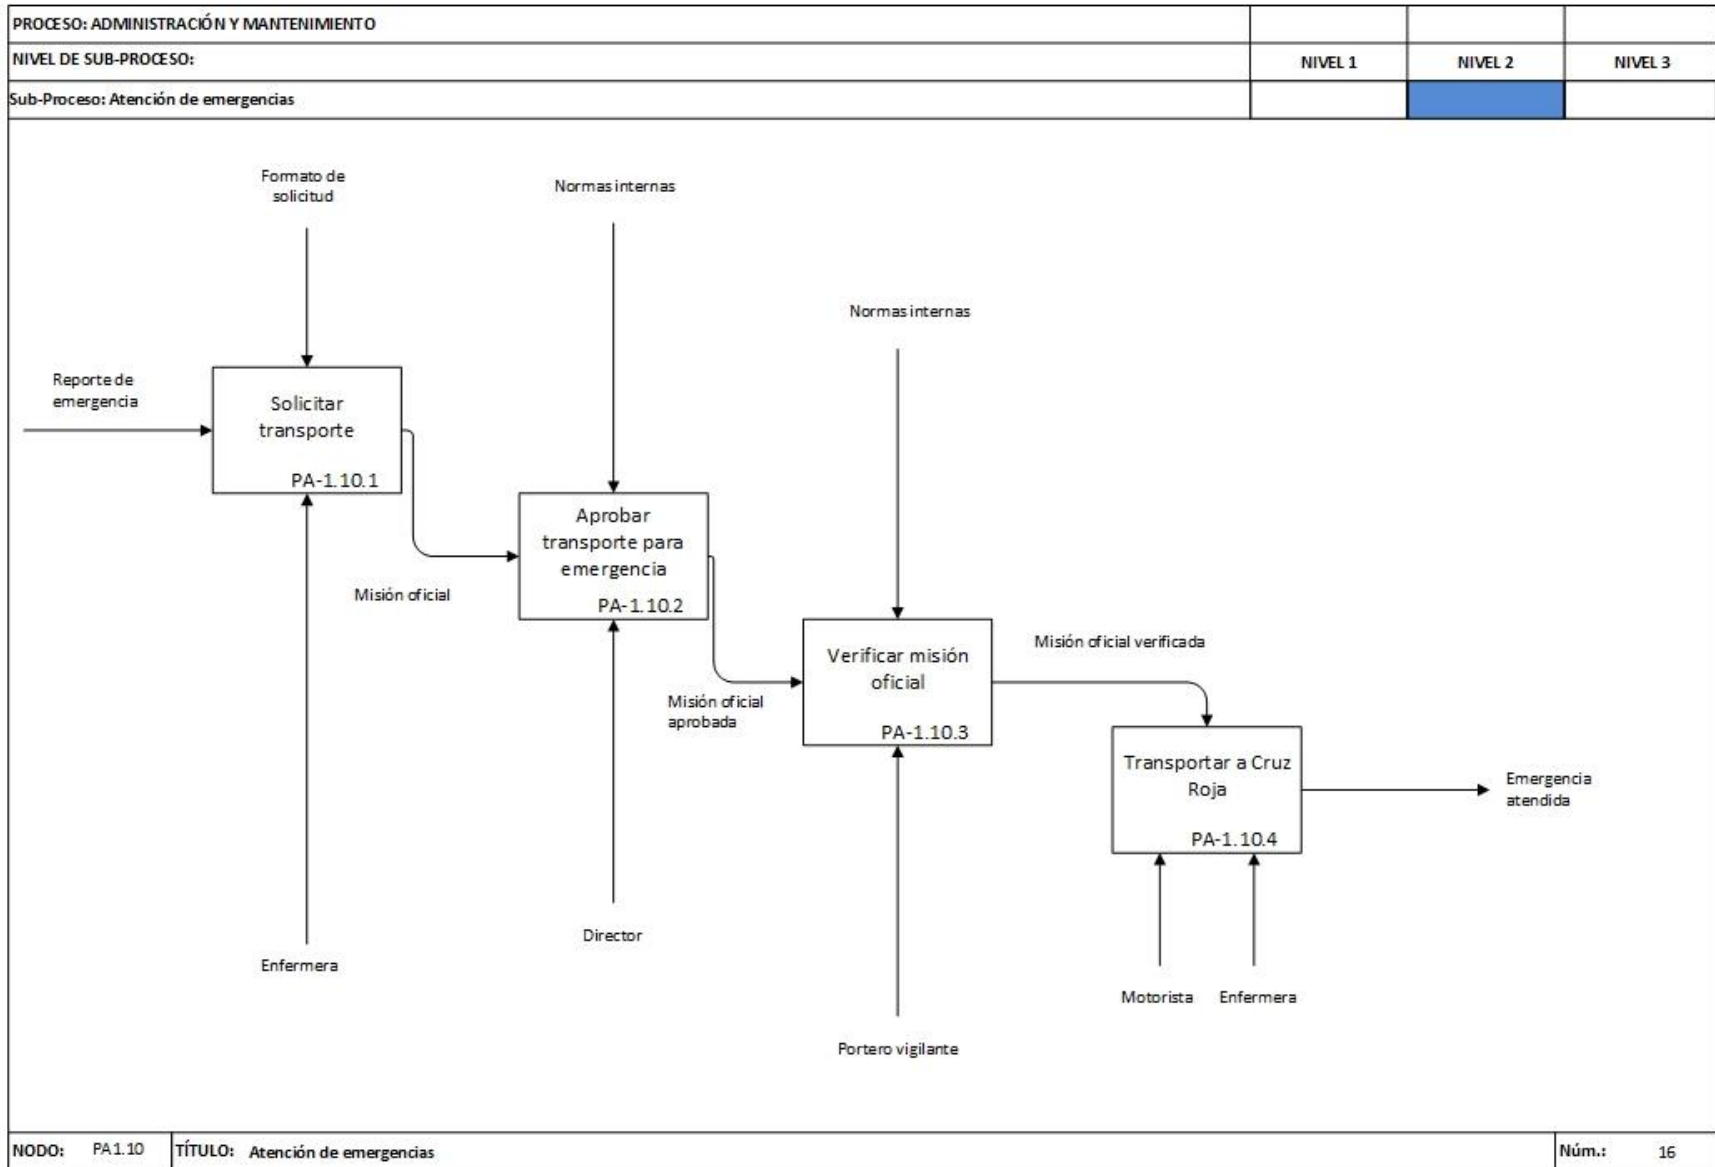 PROCESO: ADMINISTRACIÓN Y MANTENIMIENTO
NIVEL DE SUB-PROCESO:
NIVEL 1
NIVEL 2
NIVEL 3
Sub-Proceso: Atención de emergencias
Formato de
solicitud
Normas internas
Normas internas
Reporte de
emergencia
Solicitar
transporte
PA-1.10.1
Misión oficial
Aprobar
transporte para
emergencia
PA-1.10.2
Misión oficial
aprobada
Verificar misión
oficial
PA-1.10.3
Misión oficial verificada
Transportar a Cruz
Roja
PA-1.10.4
Emergencia
atendida
Enfermera
Director
Portero vigilante
Motorista
Enfermera
NODO: PA1.10
TÍTULO: Atención de emergencias
Núm.: 16